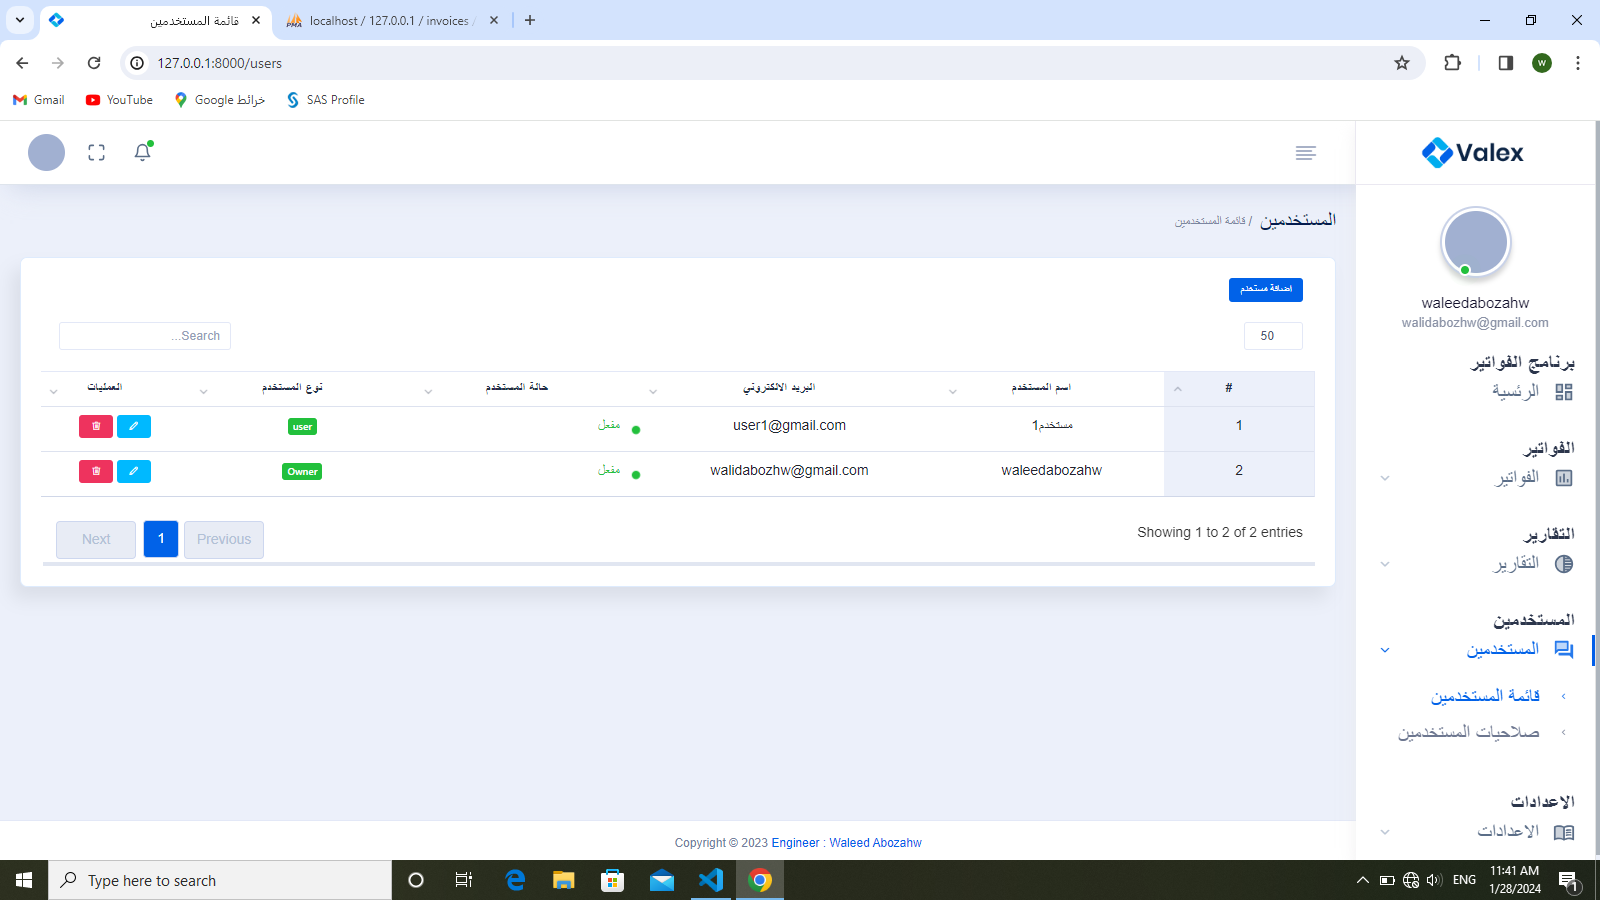 قائمة المستخدمين
localhost / 127.0.0.1 / invoices /
127.0.0.1:8000/users
W
Gmail
YouTube
خرائط Google
SAS Profile
Valex
waleedabozahw
walidabozhw@gmail.com
برنامج الفواتير
الرئسية
الفواتير
الفواتير
التقارير
التقارير
المستخدمين
المستخدمين
قائمة المستخدمين
صلاحيات المستخدمين
الاعدادات
الاعدادات
المستخدمين / قائمة المستخدمين
اضافة مستخدم
50
Search...
# اسم المستخدم البريد الالكتروني حالة المستخدم نوع المستخدم العمليات
1 مستخدم1 user1@gmail.com مفعل user
2 waleedabozahw walidabozhw@gmail.com مفعل Owner
Showing 1 to 2 of 2 entries
Previous 1 Next
Copyright © 2023 Engineer : Waleed Abozahw
Type here to search
ENG
11:41 AM
1/28/2024
1